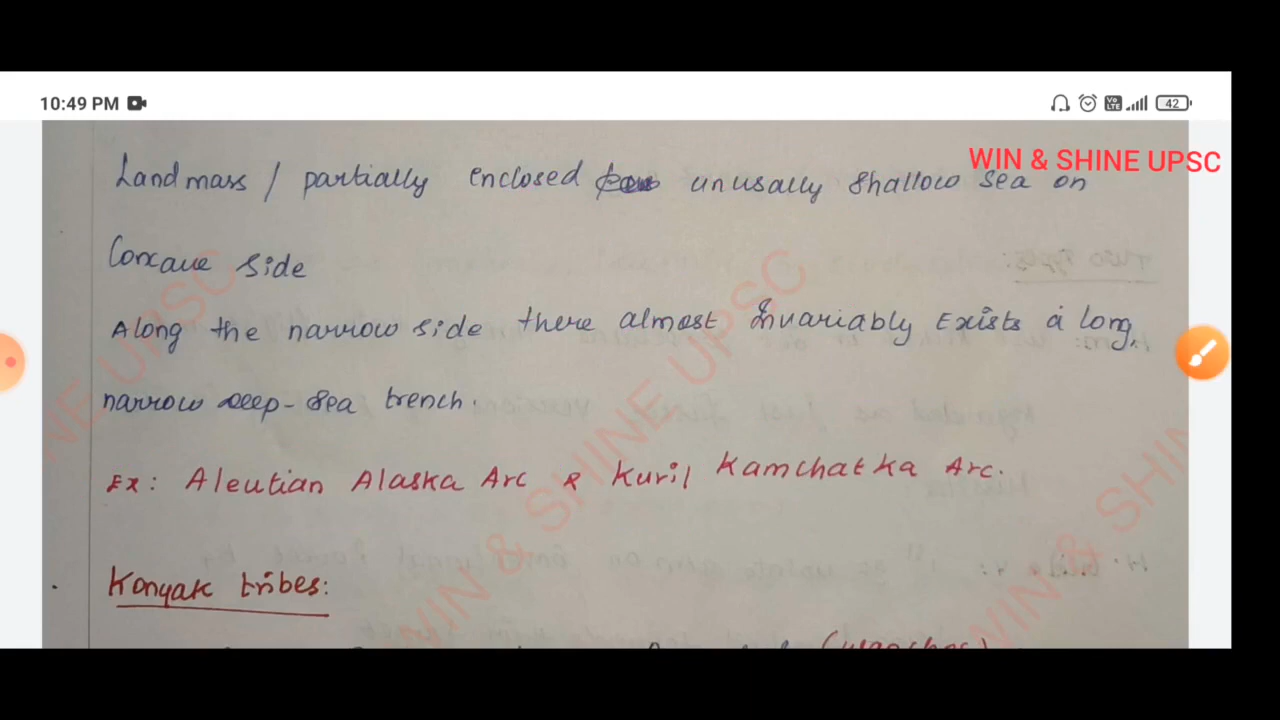 10:49 PM
42
WIN & SHINE UPSC
Landmass / partially enclosed unusally shallow sea on
Concave side
Along the narrow side there almost Invariably Exists a long,
narrow deep-sea trench.
Ex: Aleutian Alaska Arc & Kuril Kamchatka Arc.
Konyak tribes: